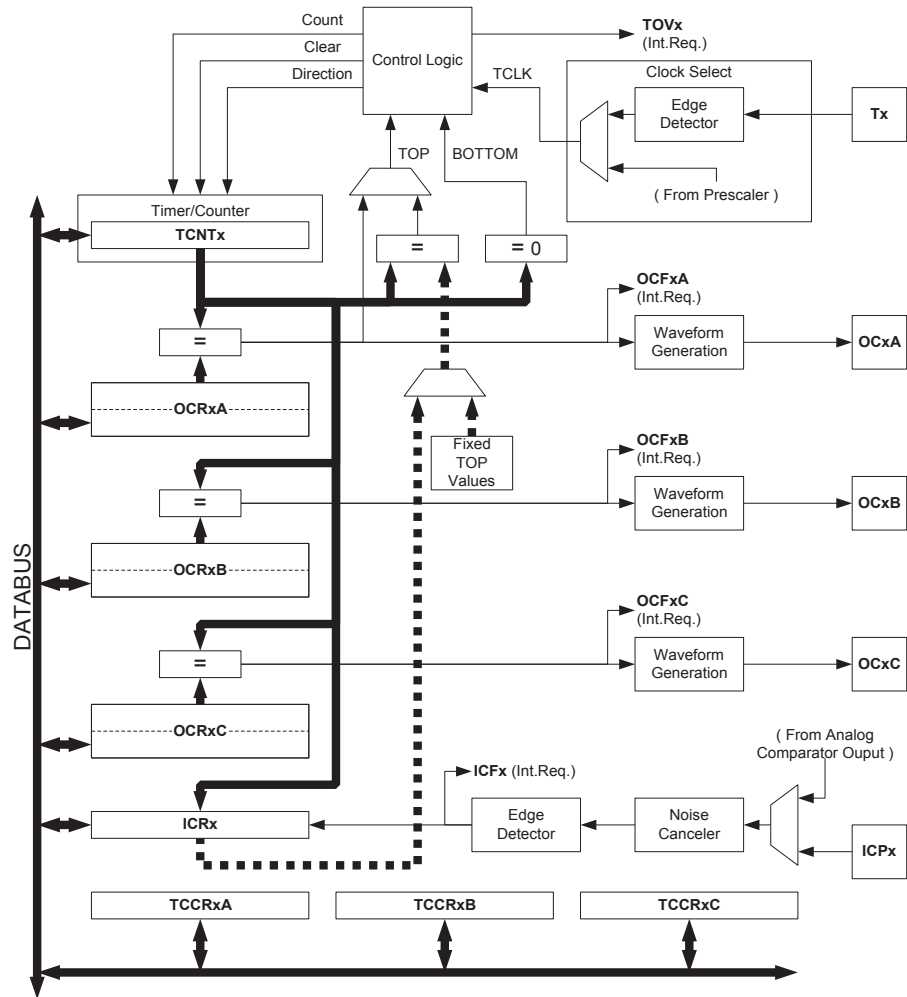 Count
Clear
Direction
Control Logic
TOVx
(Int.Req.)
TCLK
Clock Select
Edge
Detector
Tx
( From Prescaler )
TOP
BOTTOM
Timer/Counter
TCNTx
=
= 0
=
OCRxA
OCFxA
(Int.Req.)
Waveform
Generation
OCxA
Fixed
TOP
Values
=
OCRxB
OCFxB
(Int.Req.)
Waveform
Generation
OCxB
DATABUS
=
OCRxC
OCFxC
(Int.Req.)
Waveform
Generation
OCxC
( From Analog
Comparator Ouput )
ICFx (Int.Req.)
ICRx
Edge
Detector
Noise
Canceler
ICPx
TCCRxA
TCCRxB
TCCRxC